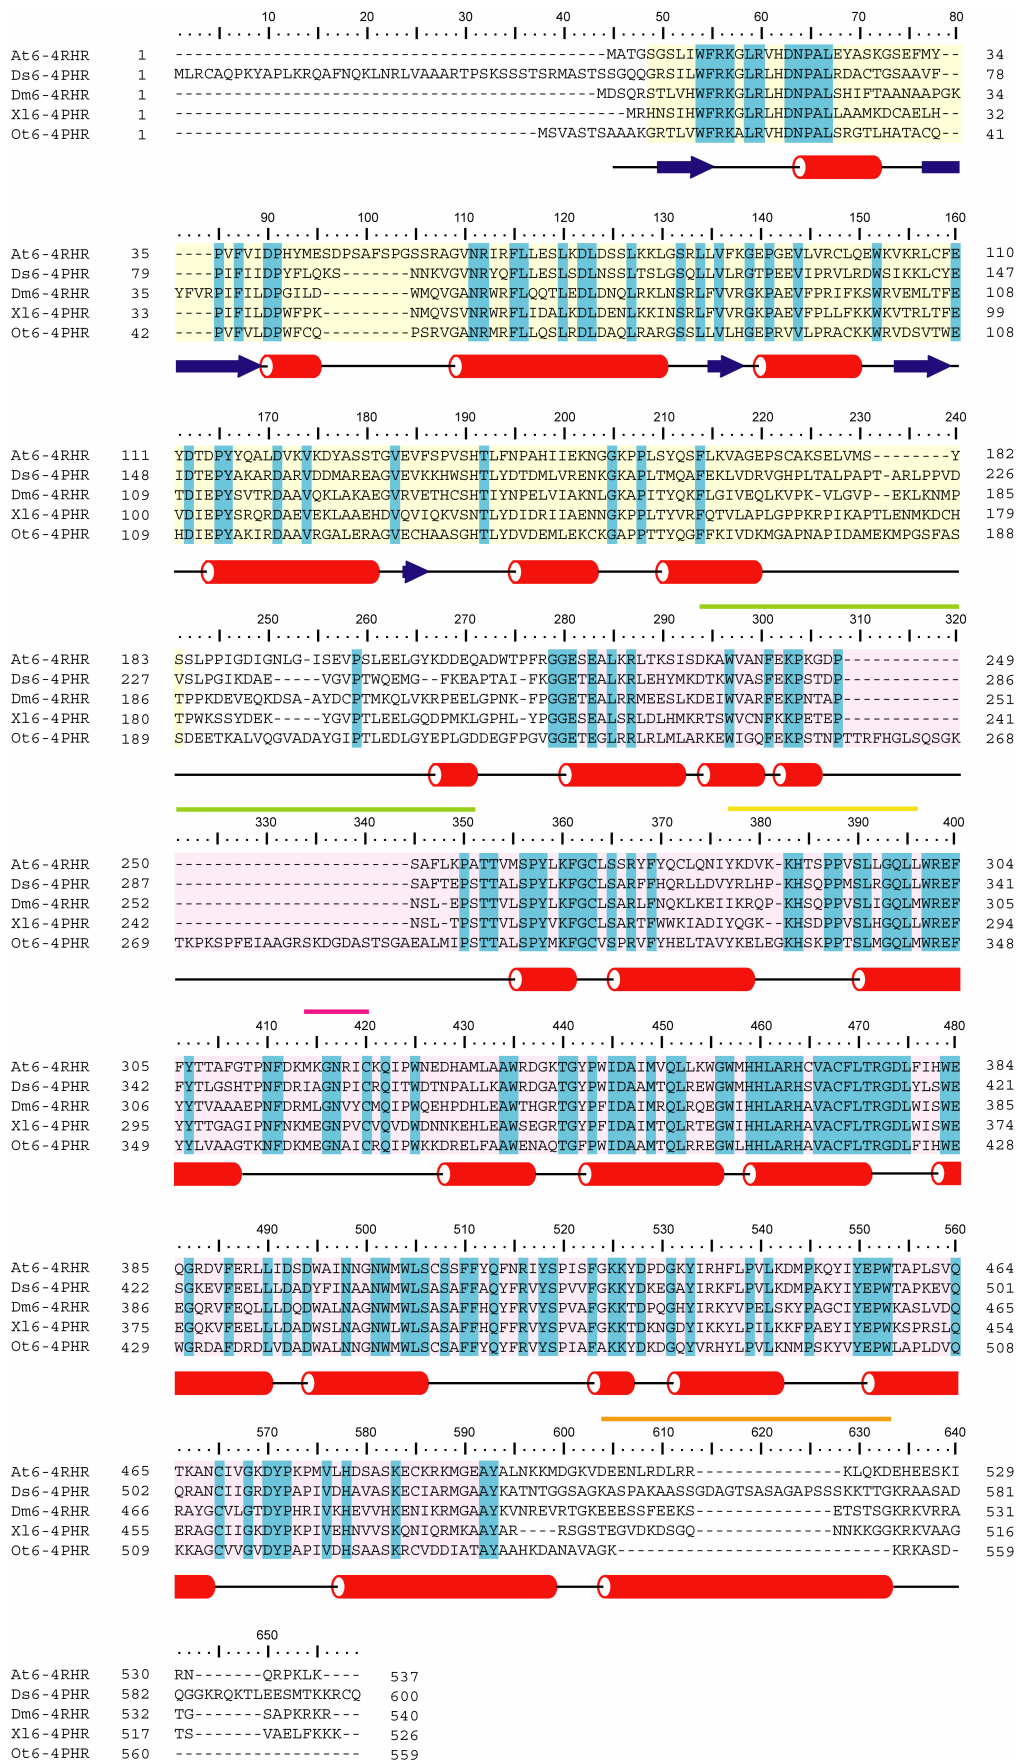 10 20 30 40 50 60 70 80
At6-4RHR 1 --------------------------------------------MATGSGSLIWFRKGLRVHDNPALEYASKGSEFMY-- 34
Ds6-4PHR 1 MLRCAQPKYAPLKRQAFNQKLNRLVAAARTPSKSSSTSRMASTSSGQQGRSILWFRKGLRLHDNPALRDACTGSAAVF-- 78
Dm6-4RHR 1 -------------------------------------------MDSQRSTLVHWFRKGLRLHDNPALSHIFTAANAAPGK 34
Xl6-4PHR 1 ----------------------------------------------MRHNSIHWFRKGLRLHDNPALLAAMKDCAELH-- 32
Ot6-4PHR 1 -------------------------------------MSVASTSAAAKGRTLVWFRKALRVHDNPALSRGTLHATACQ-- 41
90 100 110 120 130 140 150 160
At6-4RHR 35 ----PVFVIDPHYMESDPSAFSPGSSRAGVNRIRFLLESLKDLDSSLKKLGSRLLVFKGEPGEVLVRCLQEWKVKRLCFE 110
Ds6-4PHR 79 ----PIFIIDPYFLQKS-------NNKVGVNRYQFLLESLSDLNSSLTSLGSQLLVLRGTPEEVIPRVLRDWSIKKLCYE 147
Dm6-4RHR 35 YFVRPIFILDPGILD---------WMQVGANRWRFLQQTLEDLDNQLRKLNSRLFVVRGKPAEVFPRIFKSWRVEMLTFE 108
Xl6-4PHR 33 ----PIFILDPWFPK---------NMQVSVNRWRFLIDALKDLDENLKKINSRLFVVRGKPAEVFPLLFKKWKVTRLTFE 99
Ot6-4PHR 42 ----PVFVLDPWFCQ---------PSRVGANRMRFLLQSLRDLDAQLRARGSSLLVLHGEPRVVLPRACKKWRVDSVTWE 108
170 180 190 200 210 220 230 240
At6-4RHR 111 YDTDPYYQALDVKVKDYASSTGVEVFSPVSHTLFNPAHIIEKNGGKPPLSYQSFLKVAGEPSCAKSELVMS-------Y 182
Ds6-4PHR 148 IDTEPYAKARDARVDDMAREAGVEVKKHWSHTLYDTDMLVRENGGVAPLTMQAFEKLVDRVGHPLTALPAPT-ARLPPVD 226
Dm6-4RHR 109 TDIEPYSVTRDAAVQKLAKAEGVRVETHCSHTIYNPELVIAKNLGKAPITYQKFLGIVEQLKVPK-VLGVP--EKLKNMP 185
Xl6-4PHR 100 VDIEPYSRQRDAEVEKLAAEHDVQVIQKVSNTLYDIDRIIAENNGKPPLTYVRFQTVLAPLGPPKRPIKAPTLENMKDCH 179
Ot6-4PHR 109 HDIEPYAKIRDAAVRGALERAGVECHAASGHTLYDVDEMLEKCKGAPPTTYQGFFKIVDKMGAPNAPIDAMEKMPGSFAS 188
250 260 270 280 290 300 310 320
At6-4RHR 183 SSLPPIGDIGNLG-ISEVPSLEELGYKDDEQADWTPFRGGESEALKRLTKSISDKAWVANFEKPKGDP------------ 249
Ds6-4PHR 227 VSLPGIKDAE-----VGVPTWQEMG--FKEAPTAI-FKGGETEALKRLEHYMKDTKWVASFEKPSTDP------------ 286
Dm6-4RHR 186 TPPKDEVEQKDSA-AYDCPTMKQLVKRPEELGPNK-FPGGETEALRRMEESLKDEIWVARFEKPNTAP------------ 251
Xl6-4PHR 180 TPWKSSYDEK-----YGVPTLEELGQDPMKLGPHL-YPGGESEALSRLDLHMKRTSWVCNFKKPETEP------------ 241
Ot6-4PHR 189 SDEETKALVQGVADAYGIPTLEDLGYEPLGDDEGFPGVGGETEGLRRLRLMLARKEWIGQFEKPSTNPTTRFHGLSQSGK 268
330 340 350 360 370 380 390 400
At6-4RHR 250 ------------------------SAFLKPATTVMSPYLKFGCLSSRYFYQCLQNIYKDVK-KHTSPPVSLLGQLLWREF 304
Ds6-4PHR 287 ------------------------SAFTEPSTTALSPYLKFGCLSARFFHQRLLDVYRLHP-KHSQPPMSLRGQLLWREF 341
Dm6-4RHR 252 ------------------------NSL-EPSTTVLSPYLKFGCLSARLFNQKLKEIIKRQP-KHSQPPVSLIGQLMWREF 305
Xl6-4PHR 242 ------------------------NSL-TPSTTVLSPYVKFGCLSARTFWWKIADIYQGK--KHSDPPVSLHGQLLWREF 294
Ot6-4PHR 269 TKPKSPFEIAAGRSKDGDASTSGAEALMIPSTTALSPYMKFGCVSPRVFYHELTAVYKELEGKHSKPPTSLMGQLMWREF 348
410 420 430 440 450 460 470 480
At6-4RHR 305 FYTTAFGTPNFDKMKGNRICKQIPWNEDHAMLAAWRDGKTGYPWIDAIMVQLLKWGWMHHLARHCVACFLTRGDLFIHWE 384
Ds6-4PHR 342 FYTLGSHTPNFDRIAGNPICRQITWDTNPALLKAWRDGATGYPWIDAIMTQLRQWGWMHHLARHSVACFLTRGDLYLSWE 421
Dm6-4RHR 306 YYTVAAAEPNFDRMLGNVYCMQIPWQEHPDHLEAWTHGRTGYPFIDAIMRQLRQEGWIHHLARHAVACFLTRGDLWISWE 385
Xl6-4PHR 295 YYTTGAGIPNFNKMEGNPVCVQVDWDNNKEHLEAWSEGRTGYPFIDAIMTQLRTEGWIHHLARHAVACFLTRGDLWISWE 374
Ot6-4PHR 349 YYLVAAGTKNFDKMEGNAICRQIPWKKDRELFAAWENAQTGFPWIDAAMTQLRREGWLHHLARHAVACFLTRGDLFIHWE 428
490 500 510 520 530 540 550 560
At6-4RHR 385 QGRDVFERLLIDSDWAINNGNWMWLSCSSFFYQFNRIYSPISFGKKYDPDGKYIRHFLPVLKDMPKQYIYEPWTAPLSVQ 464
Ds6-4PHR 422 SGKEVFEELLLDADYFINAANWMWLSASAFFAQYFRVYSPVVFGKKYDKEGAYIRKFLPVLKDMPAKYIYEPWTAPKEVQ 501
Dm6-4RHR 386 EGQRVFEQLLLDQDWALNAGNWMWLSASAFFHQYFRVYSPVAFGKKTDPQGHYIRKYVPELSKYPAGCIYEPWKASLVDQ 465
Xl6-4PHR 375 EGQKVFEELLLDADWSLNAGNWLWLSASAFFHQFFRVYSPVAFGKKTDKNGDYIKKYLPILKKFPAEYIYEPWKSPRSLQ 454
Ot6-4PHR 429 WGRDAFDRDLVDADWALNNGNWMWLSCSAFFYQYFRVYSPIAFAKKYDKDGQYVRHYLPVLKNMPSKYVYEPWLAPLDVQ 508
570 580 590 600 610 620 630 640
At6-4RHR 465 TKANCIVGKDYPKPMVLHDSASKECKRKMGEAYALNKKMDGKVDEENLRDLRR------------KLQKDEHEESKI 529
Ds6-4PHR 502 QRANCIIGRDYPAPIVDHAVASKECIARMGAAYKATNTGGSAGKASPAKAASSGDAGTSASAGAPSSSKKTTGKRAASAD 581
Dm6-4RHR 466 RAYGCVLGTDYPHRIVKHEVVHKENIKRMGAAYKVNREVRTGKEEESSFEEKS-----------ETSTSGKRKVRRA 531
Xl6-4PHR 455 ERAGCIIGKDYPKPIVEHNVVSKQNIQRMKAAYAR----RSGSTEGVDKDSGQ-----------NNKKGGKRKVAAG 516
Ot6-4PHR 509 KKAGCVVGVDYPAPIVDHSAASKRCVDDIATAYAAHKDANAVAGK----------------------------KRKASD- 559
650
At6-4RHR 530 RN-------QRPKLK---- 537
Ds6-4PHR 582 QGGKRQKTLEESMTKKRCQ 600
Dm6-4RHR 532 TG-------SAPKRKR--- 540
Xl6-4PHR 517 TS-------VAELFKKK-- 526
Ot6-4PHR 560 ------------------- 559